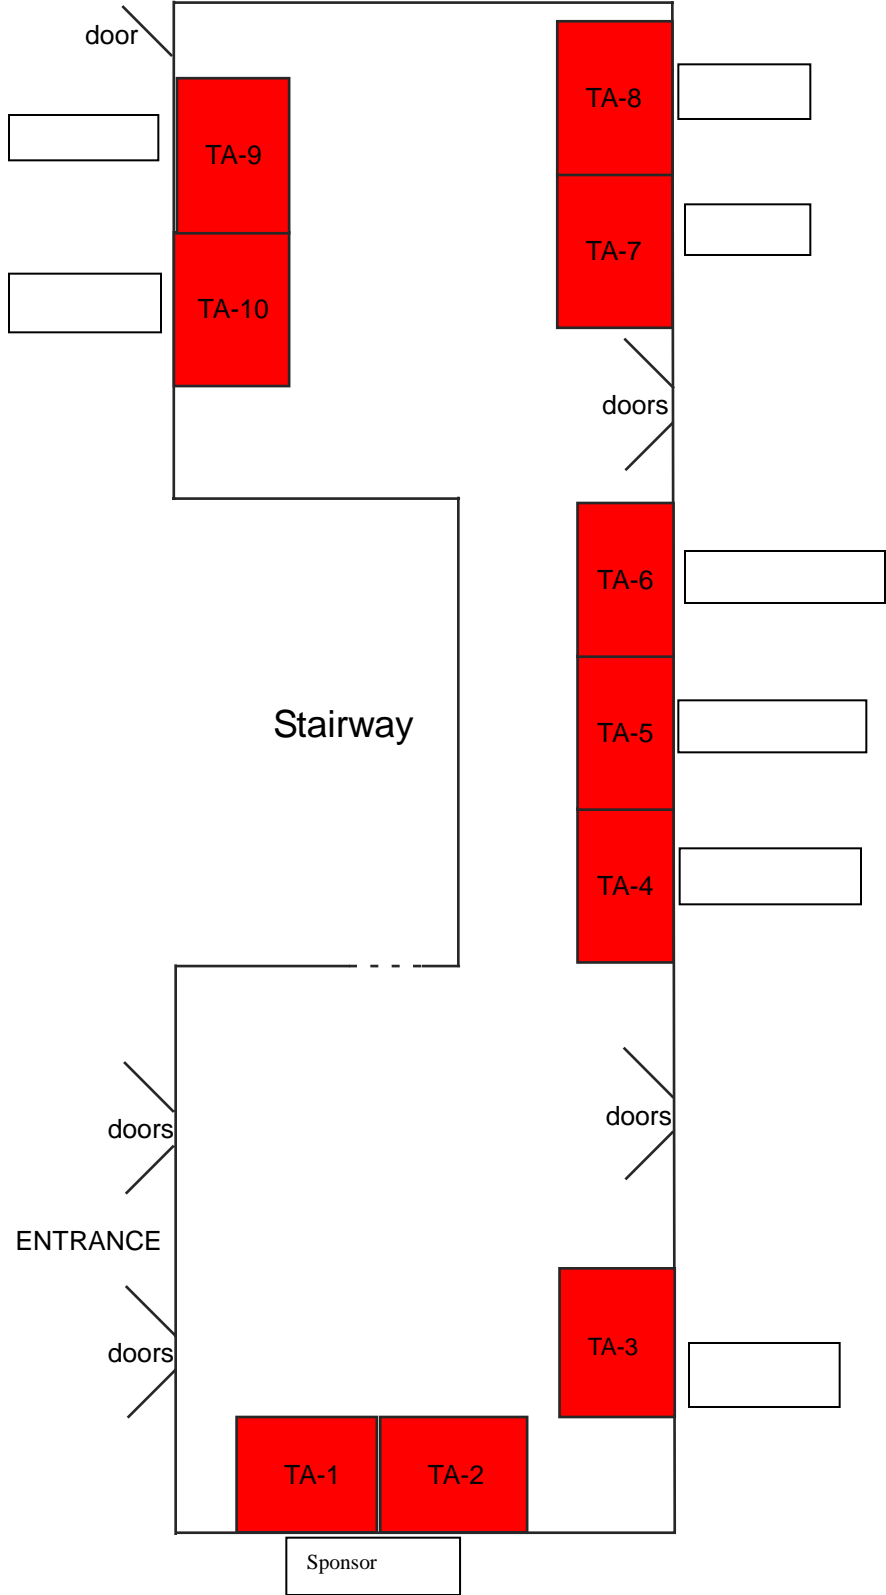 door
TA-8
TA-9
TA-7
TA-10
doors
TA-6
Stairway
TA-5
TA-4
doors
doors
ENTRANCE
TA-3
doors
TA-1
TA-2
Sponsor